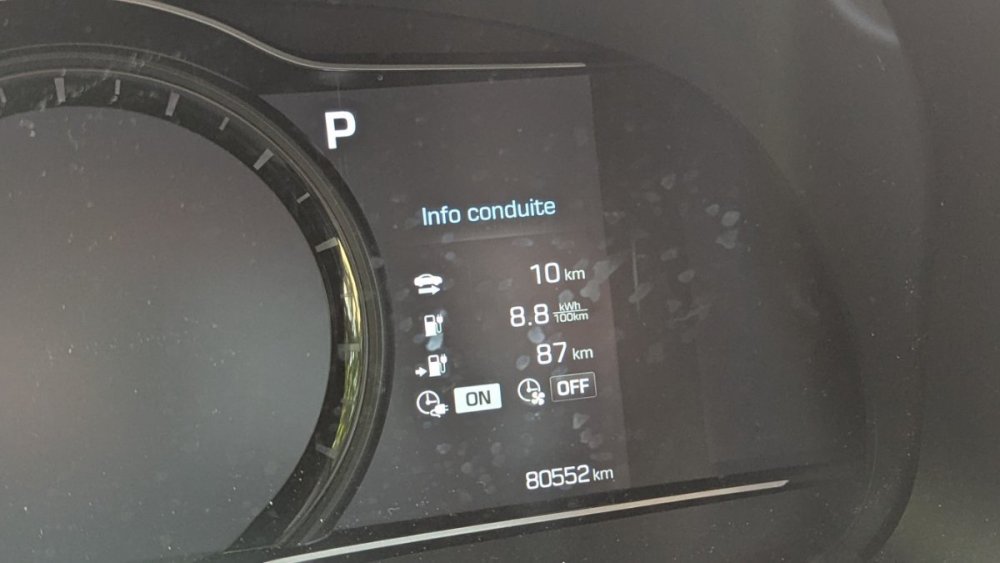 P
Info conduite
10 km
8.8 kWh/100km
87 km
ON OFF
80552 km